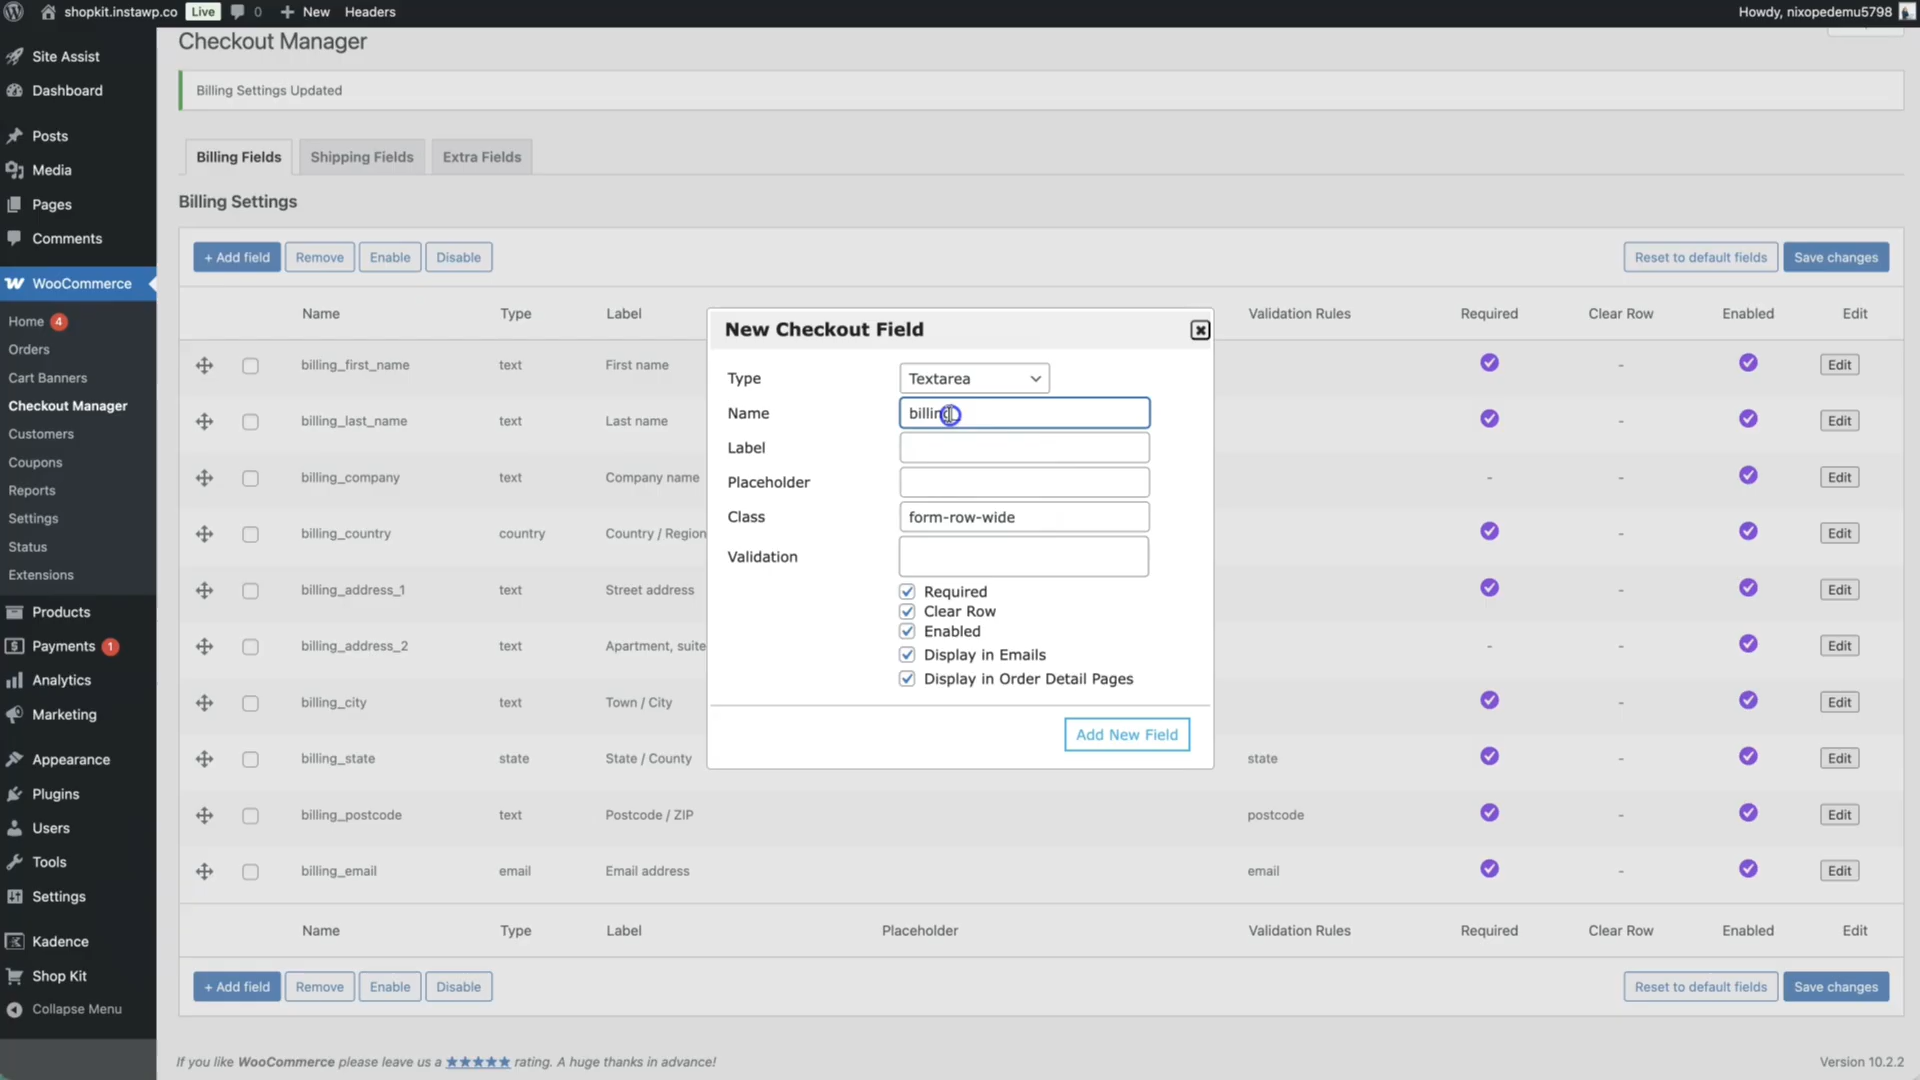 shopkit.instawp.co Live 0 New Headers Howdy, nixopedemu5798
Site Assist
Dashboard
Posts
Media
Pages
Comments
WooCommerce
Home 4
Orders
Cart Banners
Checkout Manager
Customers
Coupons
Reports
Settings
Status
Extensions
Products
Payments 1
Analytics
Marketing
Appearance
Plugins
Users
Tools
Settings
Kadence
Shop Kit
Collapse Menu
Checkout Manager
Billing Settings Updated
Billing Fields Shipping Fields Extra Fields
Billing Settings
+ Add field Remove Enable Disable Reset to default fields Save changes
Name Type Label Validation Rules Required Clear Row Enabled Edit
billing_first_name text First name - Edit
billing_last_name text Last name - Edit
billing_company text Company name - - Edit
billing_country country Country / Region - Edit
billing_address_1 text Street address - Edit
billing_address_2 text Apartment, suite - - Edit
billing_city text Town / City - Edit
billing_state state State / County state - Edit
billing_postcode text Postcode / ZIP postcode - Edit
billing_email email Email address email - Edit
Name Type Label Placeholder Validation Rules Required Clear Row Enabled Edit
+ Add field Remove Enable Disable Reset to default fields Save changes
If you like WooCommerce please leave us a ★★★★★ rating. A huge thanks in advance! Version 10.2.2
New Checkout Field
Type Textarea
Name
Label
Placeholder
Class form-row-wide
Validation
Required
Clear Row
Enabled
Display in Emails
Display in Order Detail Pages
Add New Field